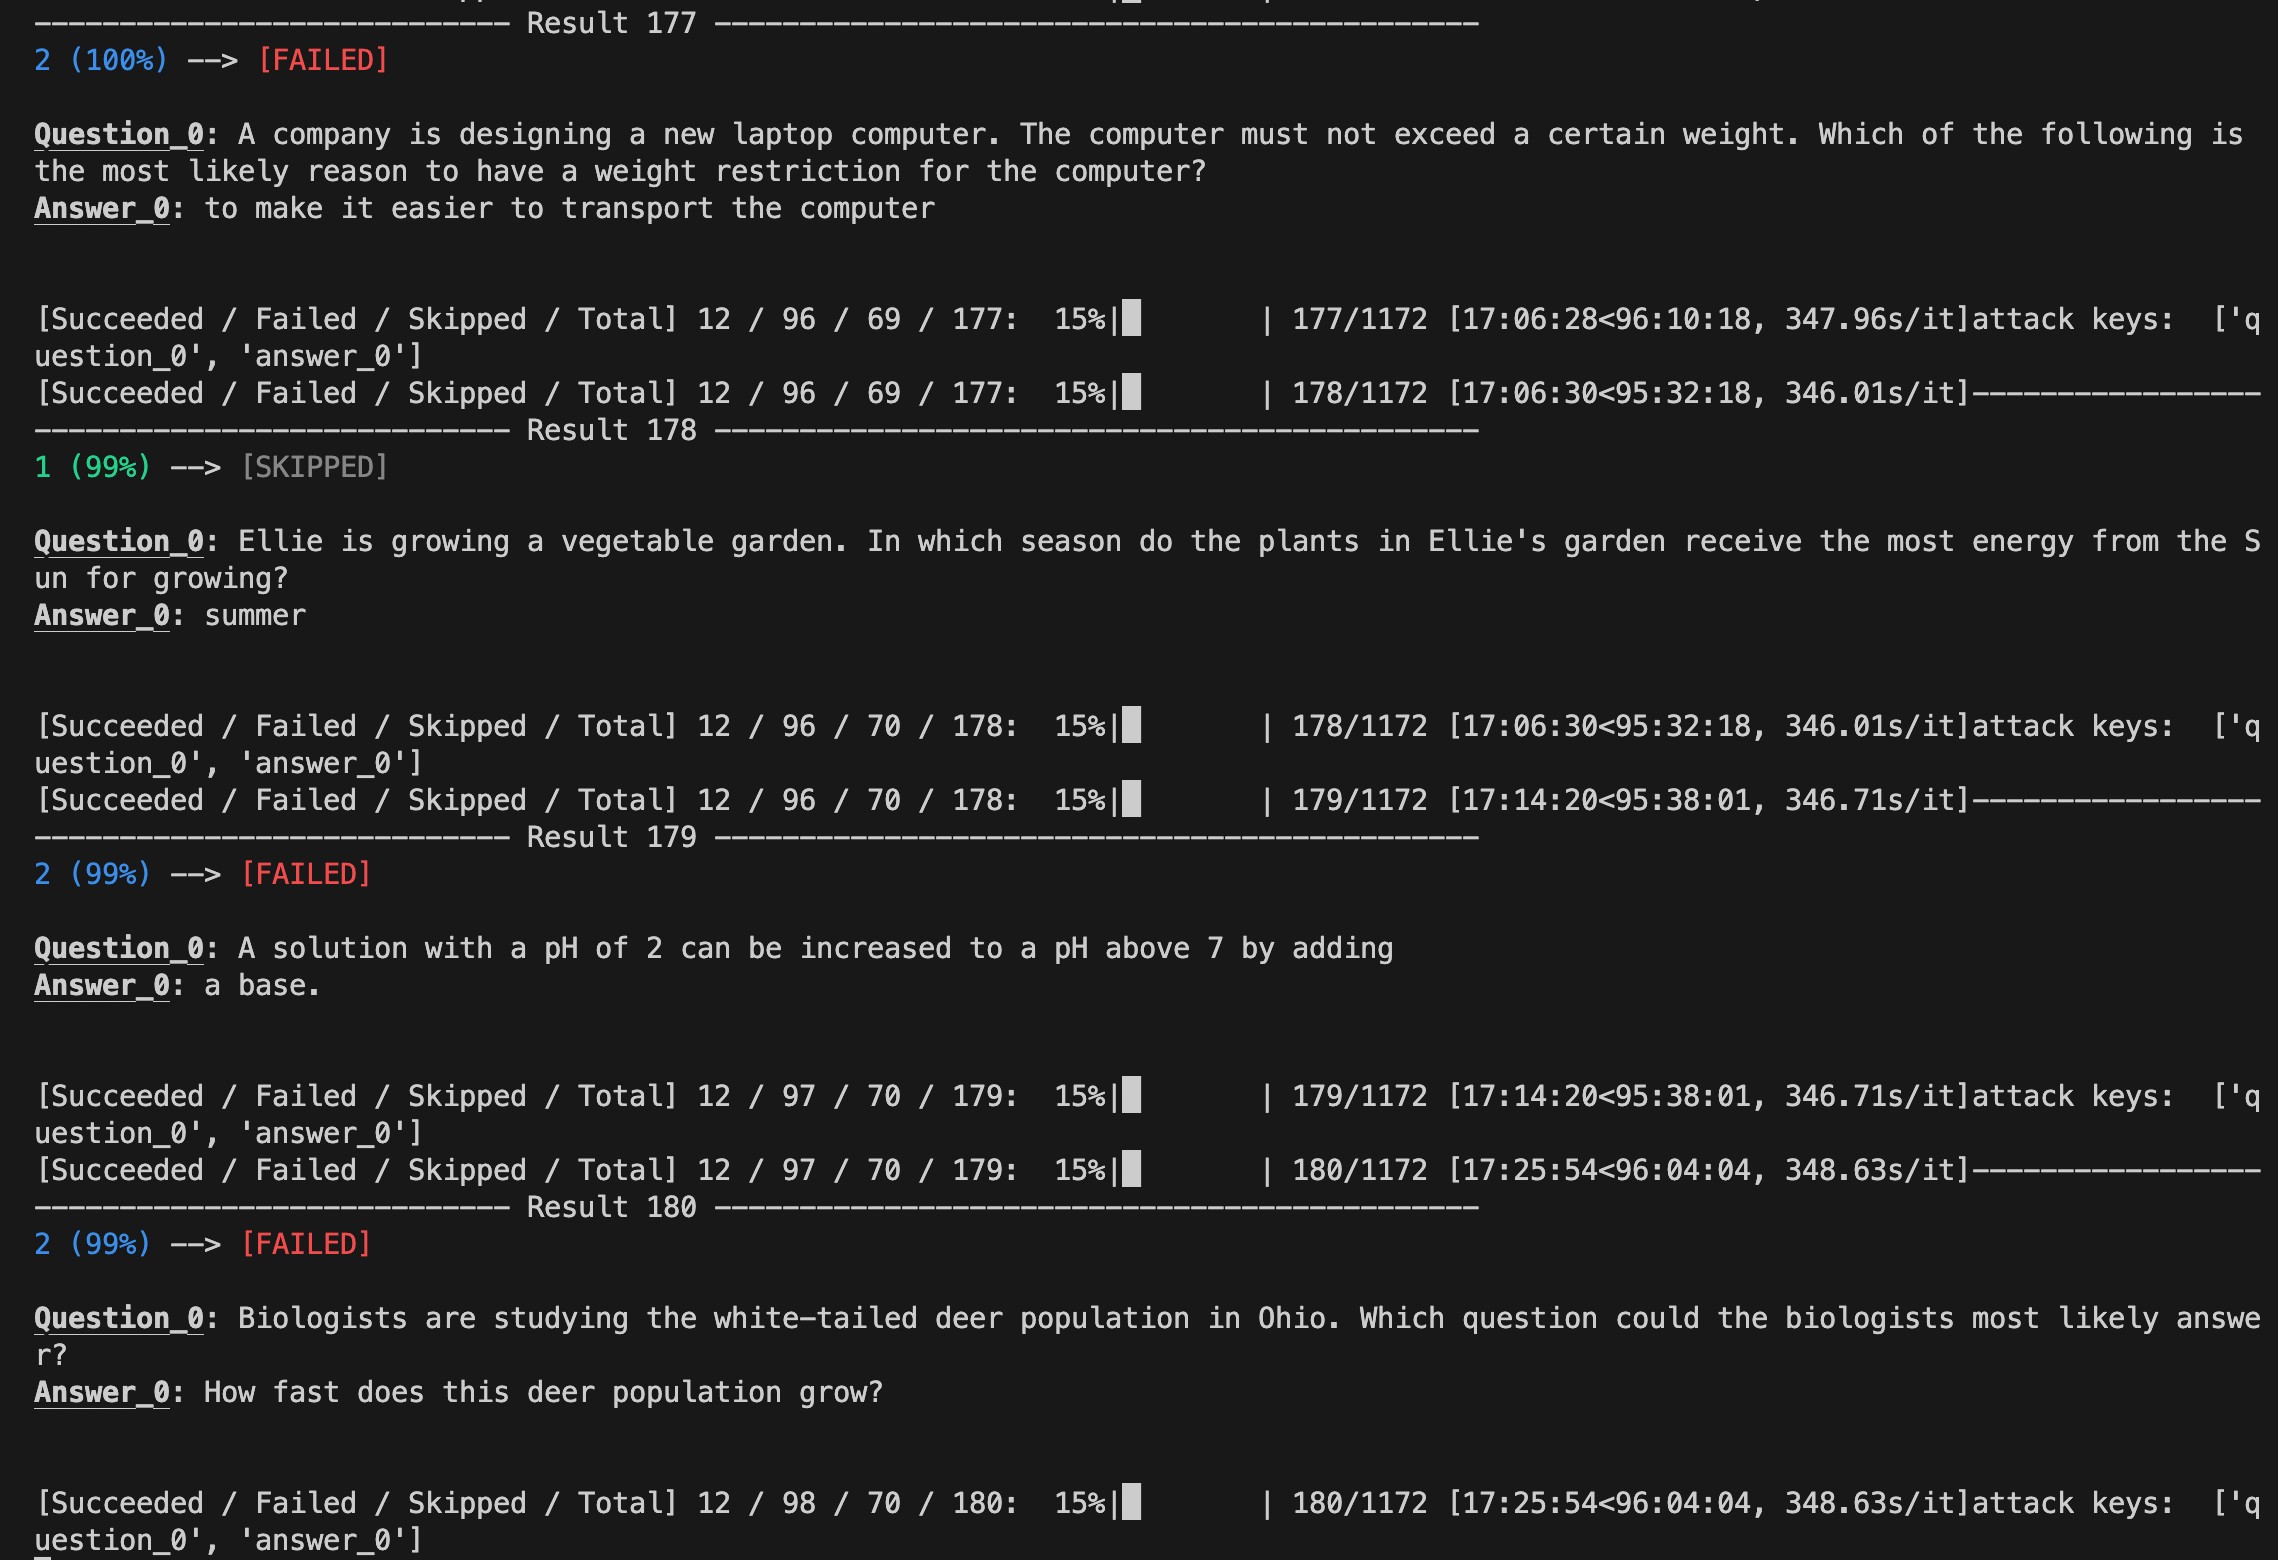 ---------------------------- Result 177 ---------------------------------------------
2 (100%) --> [FAILED]
Question_0: A company is designing a new laptop computer. The computer must not exceed a certain weight. Which of the following is
the most likely reason to have a weight restriction for the computer?
Answer_0: to make it easier to transport the computer
[Succeeded / Failed / Skipped / Total] 12 / 96 / 69 / 177:  15%|█       | 177/1172 [17:06:28<96:10:18, 347.96s/it]attack keys:  ['q
uestion_0', 'answer_0']
[Succeeded / Failed / Skipped / Total] 12 / 96 / 69 / 177:  15%|█       | 178/1172 [17:06:30<95:32:18, 346.01s/it]-----------------
---------------------------- Result 178 ---------------------------------------------
1 (99%) --> [SKIPPED]
Question_0: Ellie is growing a vegetable garden. In which season do the plants in Ellie's garden receive the most energy from the S
un for growing?
Answer_0: summer
[Succeeded / Failed / Skipped / Total] 12 / 96 / 70 / 178:  15%|█       | 178/1172 [17:06:30<95:32:18, 346.01s/it]attack keys:  ['q
uestion_0', 'answer_0']
[Succeeded / Failed / Skipped / Total] 12 / 96 / 70 / 178:  15%|█       | 179/1172 [17:14:20<95:38:01, 346.71s/it]-----------------
---------------------------- Result 179 ---------------------------------------------
2 (99%) --> [FAILED]
Question_0: A solution with a pH of 2 can be increased to a pH above 7 by adding
Answer_0: a base.
[Succeeded / Failed / Skipped / Total] 12 / 97 / 70 / 179:  15%|█       | 179/1172 [17:14:20<95:38:01, 346.71s/it]attack keys:  ['q
uestion_0', 'answer_0']
[Succeeded / Failed / Skipped / Total] 12 / 97 / 70 / 179:  15%|█       | 180/1172 [17:25:54<96:04:04, 348.63s/it]-----------------
---------------------------- Result 180 ---------------------------------------------
2 (99%) --> [FAILED]
Question_0: Biologists are studying the white-tailed deer population in Ohio. Which question could the biologists most likely answe
r?
Answer_0: How fast does this deer population grow?
[Succeeded / Failed / Skipped / Total] 12 / 98 / 70 / 180:  15%|█       | 180/1172 [17:25:54<96:04:04, 348.63s/it]attack keys:  ['q
uestion_0', 'answer_0']